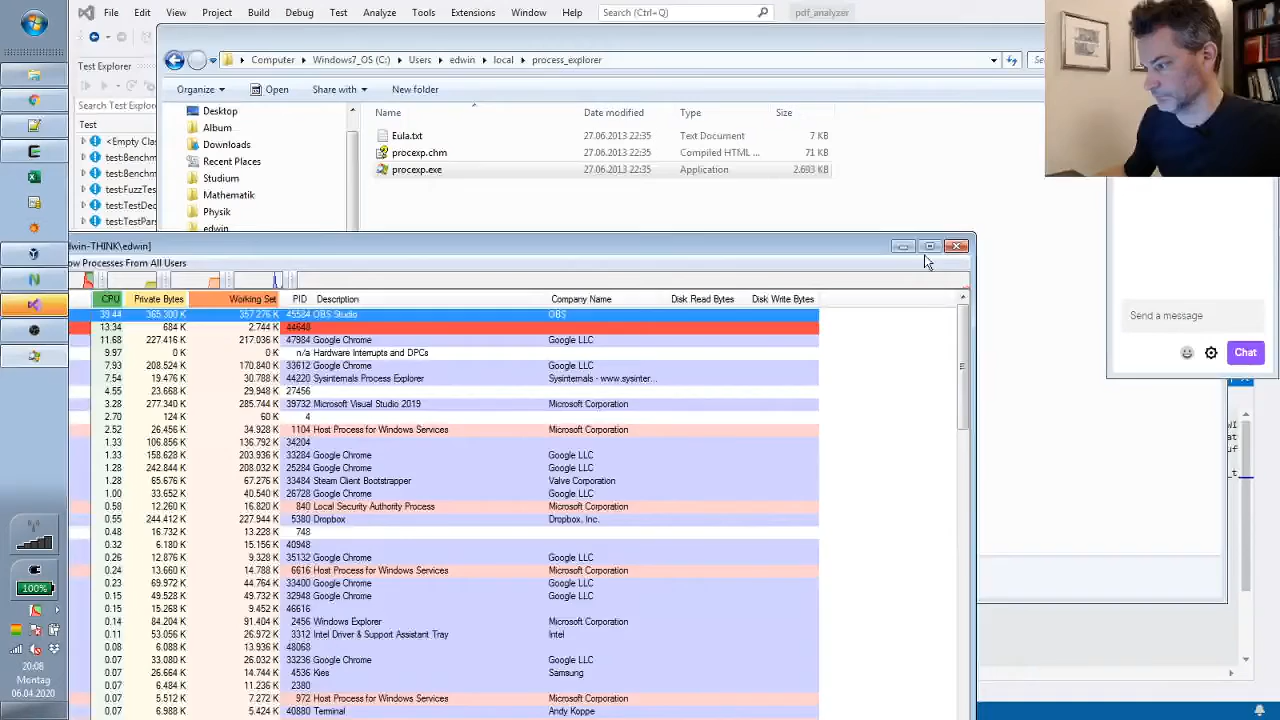 File Edit View Project Build Debug Test Analyze Tools Extensions Window Help Search (Ctrl+Q) pdf_analyzer
Computer Windows7_OS (C:) Users edwin local process_explorer
Test Explorer
Organize Open Share with New folder
Search Test Explorer
Test
<Empty Cla
test:Benchm
test:Benchm
test:FuzzTes
test:TestDec
test:TestPars
Desktop
Album
Downloads
Recent Places
Studium
Mathematik
Physik
edwin
Name Date modified Type Size
Eula.txt 27.06.2013 22:35 Text Document 7 KB
procexp.chm 27.06.2013 22:35 Compiled HTML ... 71 KB
procexp.exe 27.06.2013 22:35 Application 2.693 KB
dwin-THINK\edwin]
ow Processes From All Users
CPU Private Bytes Working Set PID Description Company Name Disk Read Bytes Disk Write Bytes
39.44 365.300 K 357.276 K 45584 OBS Studio OBS
13.34 684 K 2.744 K 44648
11.68 227.416 K 217.036 K 47984 Google Chrome Google LLC
9.97 0 K 0 K n/a Hardware Interrupts and DPCs
7.93 208.524 K 170.840 K 33612 Google Chrome Google LLC
7.54 19.476 K 30.788 K 44220 Sysinternals Process Explorer Sysinternals - www.sysinter...
4.55 23.668 K 29.948 K 27456
2.28 277.340 K 285.744 K 39732 Microsoft Visual Studio 2019 Microsoft Corporation
2.70 124 K 60 K 4
2.52 26.456 K 34.928 K 1104 Host Process for Windows Services Microsoft Corporation
1.33 106.856 K 136.792 K 34204
1.33 158.628 K 203.936 K 33084 Google Chrome Google LLC
1.28 242.844 K 208.032 K 25284 Google Chrome Google LLC
1.28 65.676 K 67.276 K 33484 Steam Client Bootstrapper Valve Corporation
1.00 33.652 K 40.540 K 26728 Google Chrome Google LLC
0.58 12.260 K 16.820 K 840 Local Security Authority Process Microsoft Corporation
0.55 244.412 K 227.944 K 5380 Dropbox Dropbox, Inc.
0.48 16.732 K 13.228 K 748
0.32 6.180 K 15.156 K 40948
0.26 12.876 K 9.328 K 35132 Google Chrome Google LLC
0.24 13.660 K 14.788 K 6616 Host Process for Windows Services Microsoft Corporation
0.23 69.972 K 44.764 K 33400 Google Chrome Google LLC
0.15 49.528 K 49.732 K 32948 Google Chrome Google LLC
0.15 15.268 K 9.452 K 46616
0.14 84.204 K 91.404 K 2456 Windows Explorer Microsoft Corporation
0.11 53.056 K 26.972 K 3312 Intel Driver & Support Assistant Tray Intel
0.08 6.088 K 13.936 K 48068
0.07 33.080 K 26.032 K 33236 Google Chrome Google LLC
0.07 26.664 K 14.744 K 4500 Kies Samsung
0.07 6.484 K 11.236 K 2380
0.07 5.512 K 7.272 K 972 Host Process for Windows Services Microsoft Corporation
0.07 6.988 K 5.424 K 40880 Terminal Andy Koppe
Send a message
Chat
100%
20:08
Montag
06.04.2020